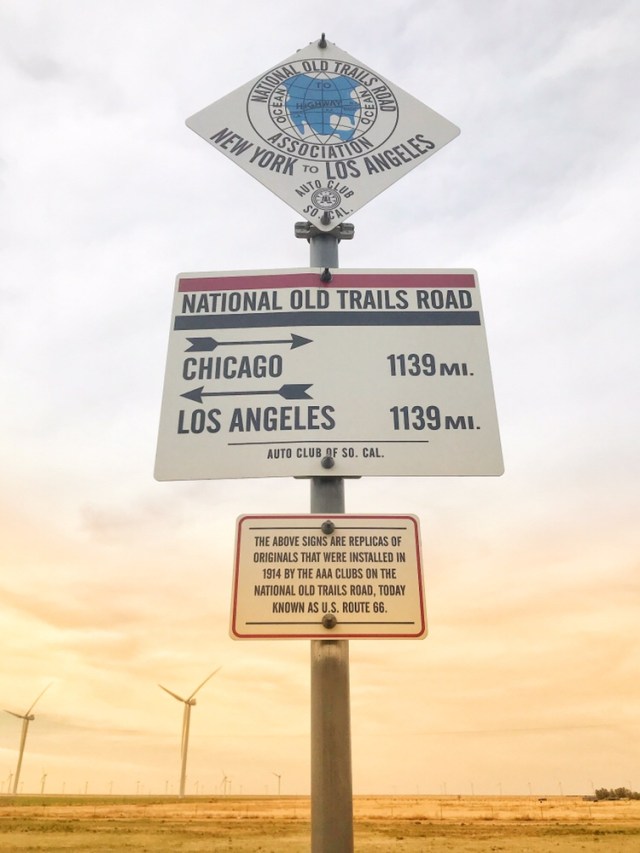 NATIONAL OLD TRAILS ROAD
OCEAN TO OCEAN
HIGHWAY
ASSOCIATION
NEW YORK TO LOS ANGELES
AUTO CLUB
SO. CAL.
NATIONAL OLD TRAILS ROAD
CHICAGO 1139 MI.
LOS ANGELES 1139 MI.
AUTO CLUB OF SO. CAL.
THE ABOVE SIGNS ARE REPLICAS OF
ORIGINALS THAT WERE INSTALLED IN
1914 BY THE AAA CLUBS ON THE
NATIONAL OLD TRAILS ROAD, TODAY
KNOWN AS U.S. ROUTE 66.